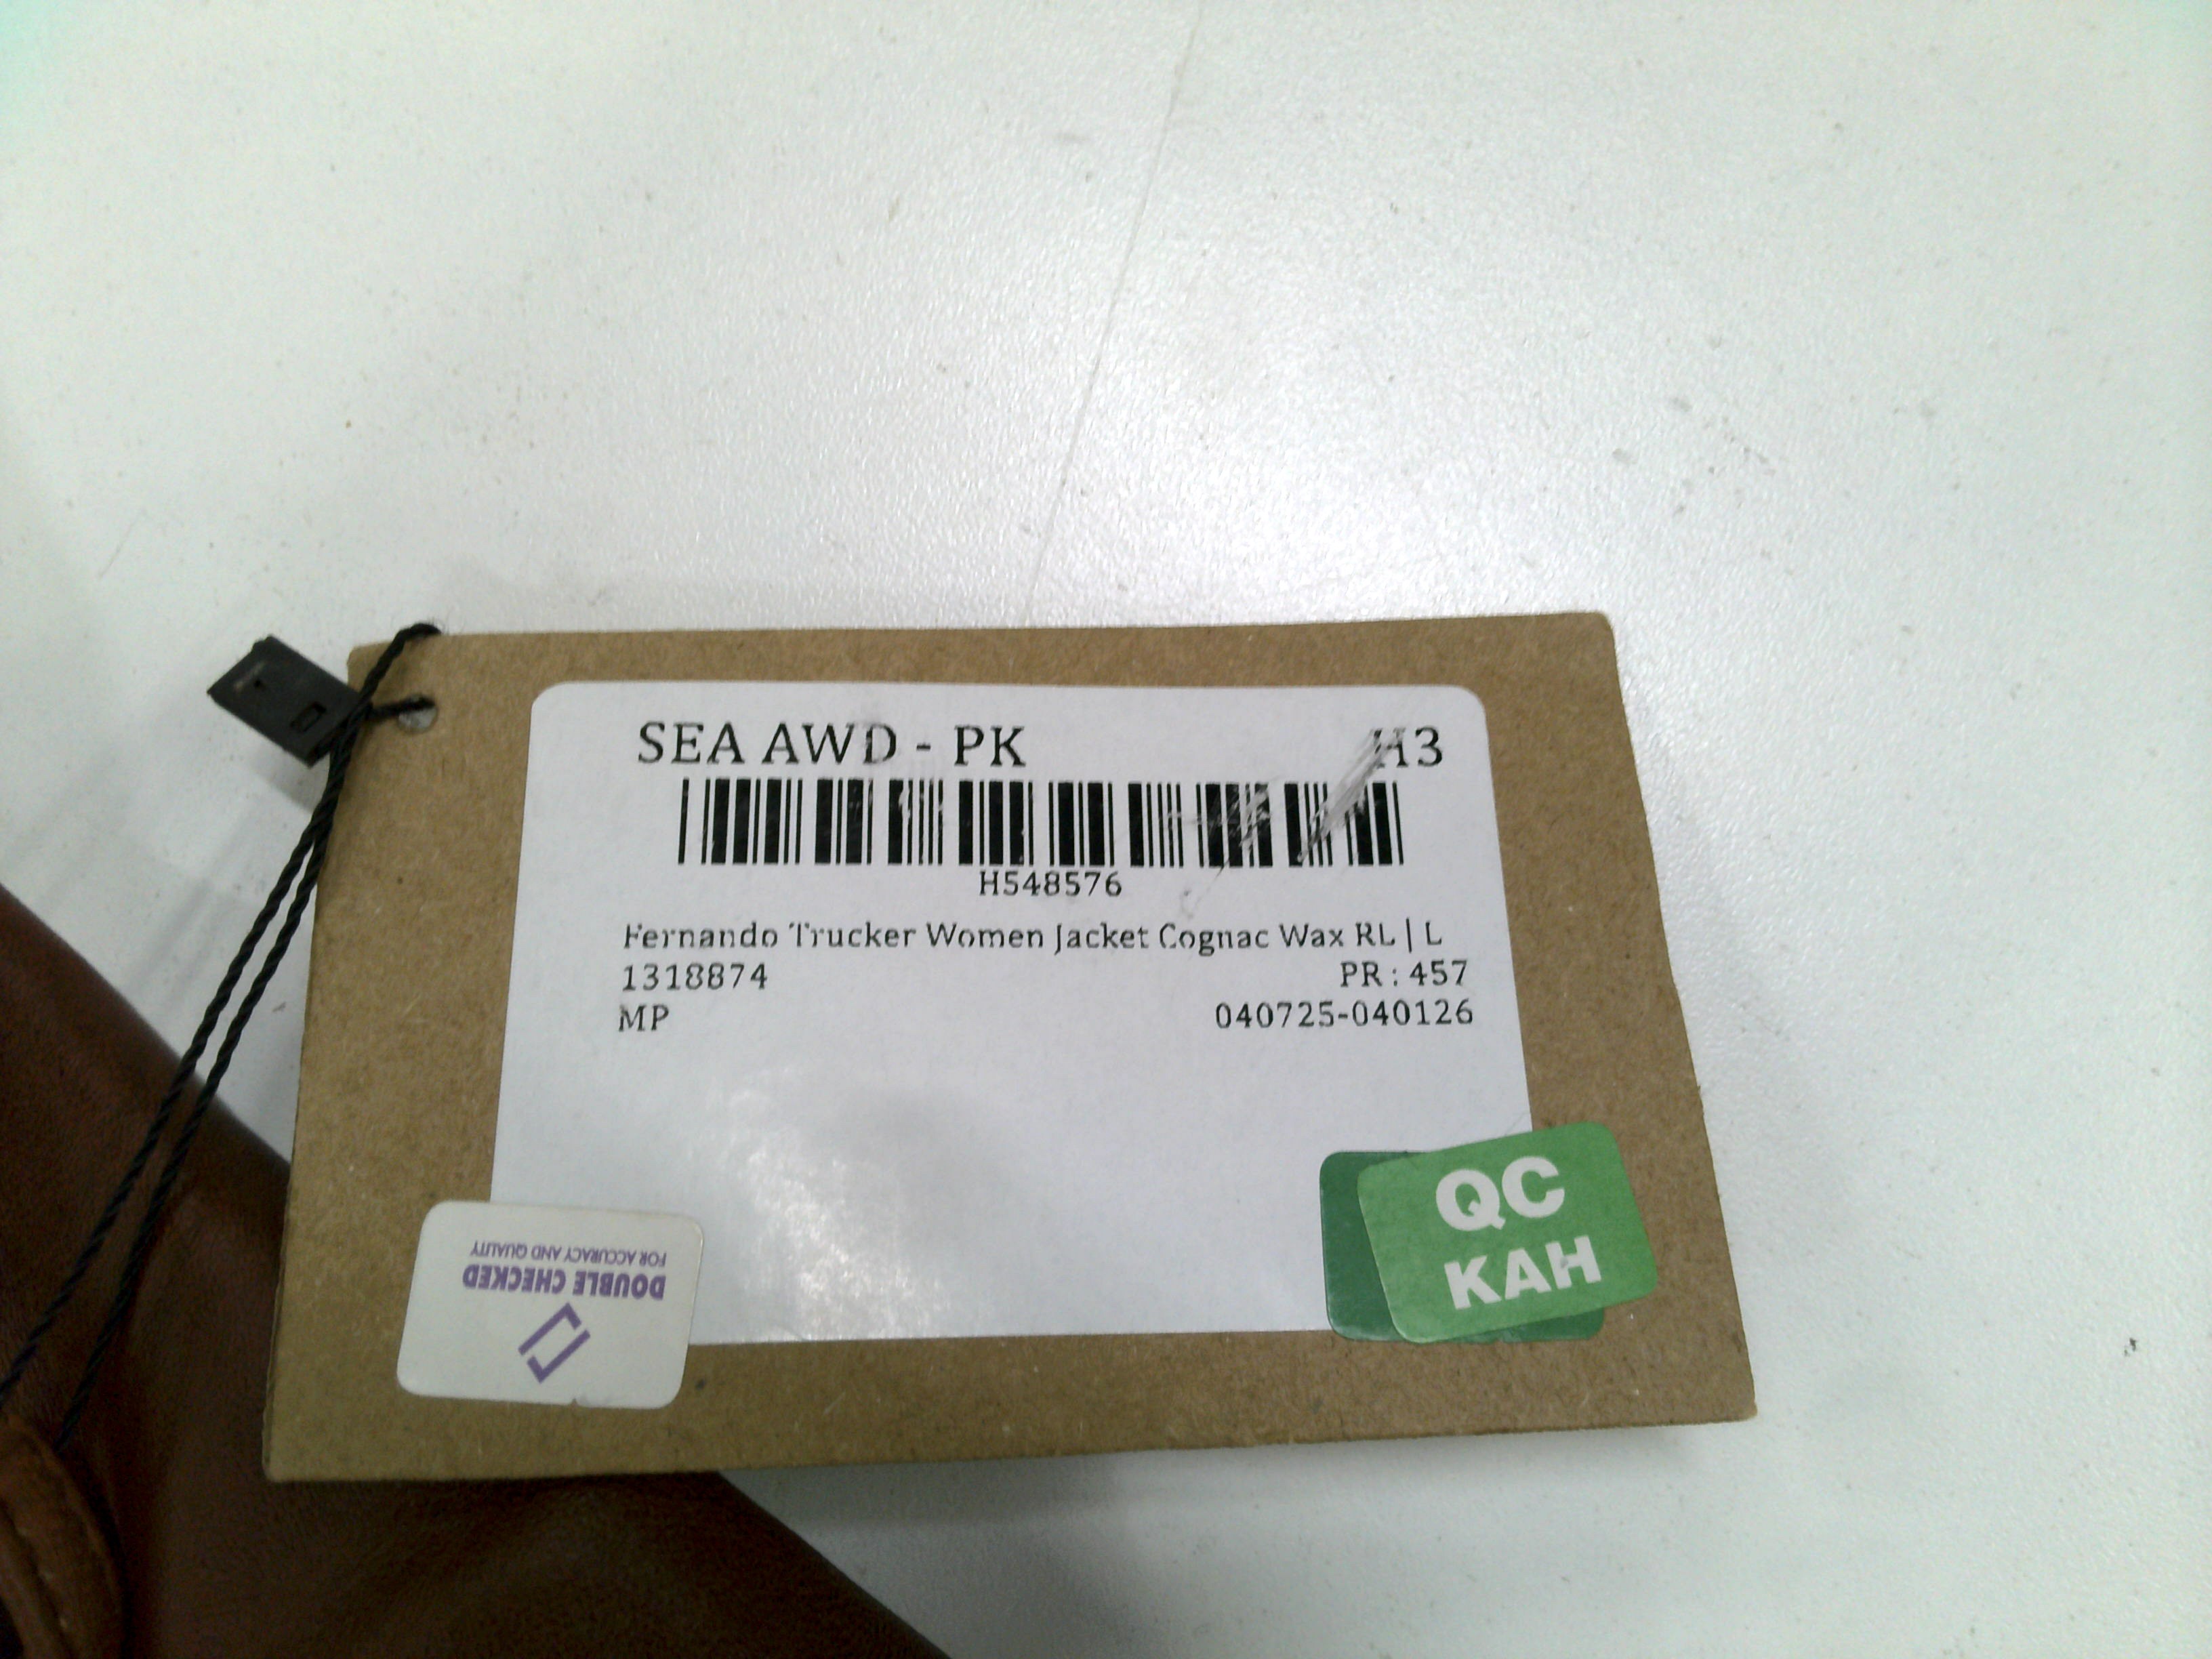 SEA AWD - PK H3
H548576
Fernando Trucker Women Jacket Cognac Wax RL | L
1318874 PR : 457
MP 040725-040126
QC
KAH
DOUBLE CHECKED
FOR ACCURACY AND QUALITY